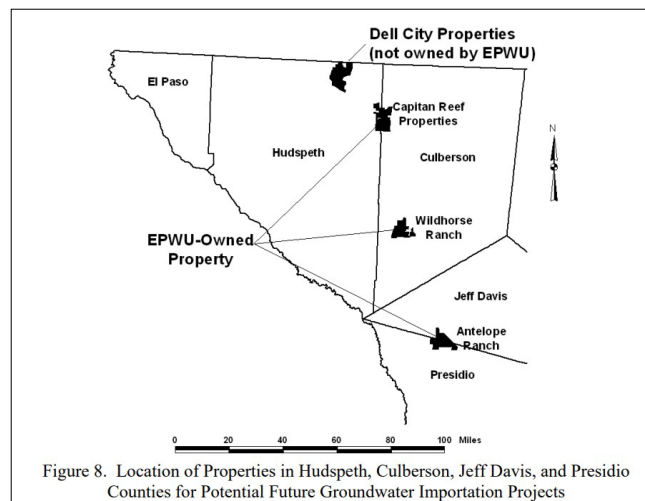 Dell City Properties
(not owned by EPWU)
El Paso
Capitan Reef
Properties
N
Hudspeth
Culberson
Wildhorse
Ranch
EPWU-Owned
Property
Jeff Davis
Antelope
Ranch
Presidio
0 20 40 60 80 100 Miles
Figure 8. Location of Properties in Hudspeth, Culberson, Jeff Davis, and Presidio
Counties for Potential Future Groundwater Importation Projects